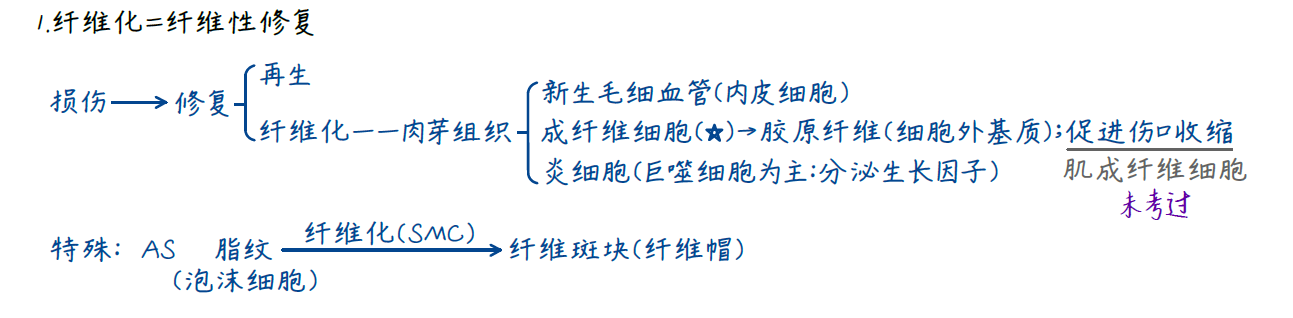 1.纤维化=纤维性修复
再生
新生毛细血管(内皮细胞)
损伤→修复
纤维化——肉芽组织
成纤维细胞(★)→胶原纤维(细胞外基质);促进伤口收缩
炎细胞(巨噬细胞为主:分泌生长因子)
肌成纤维细胞
未考过
特殊: AS 脂纹 纤维化(SMC)→纤维斑块(纤维帽)
(泡沫细胞)